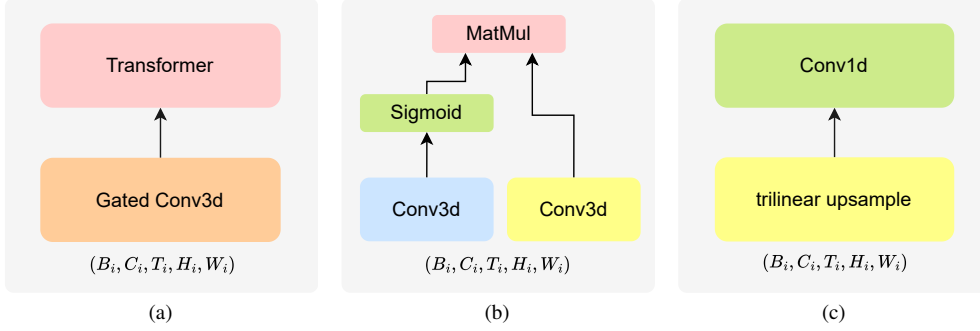 Transformer
Gated Conv3d
(B_i, C_i, T_i, H_i, W_i)
(a)
MatMul
Sigmoid
Conv3d
Conv3d
(B_i, C_i, T_i, H_i, W_i)
(b)
Conv1d
trilinear upsample
(B_i, C_i, T_i, H_i, W_i)
(c)